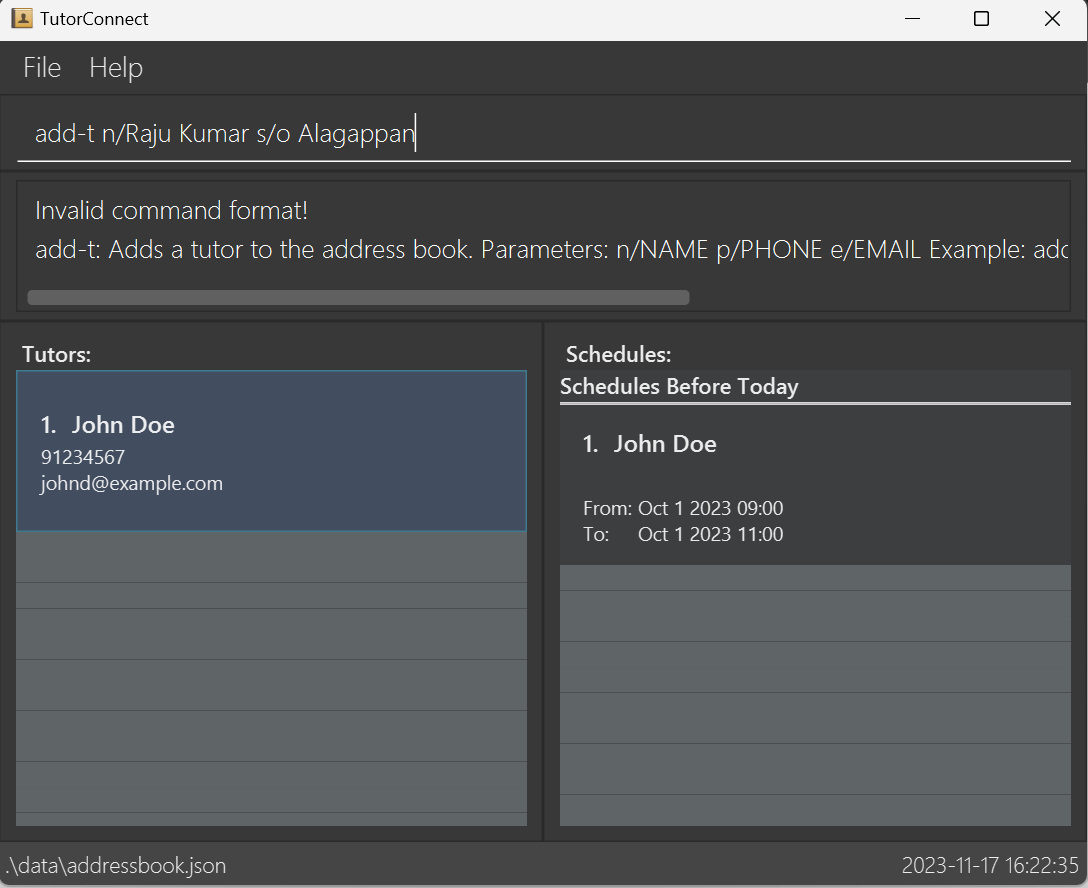 TutorConnect
File Help
add-t n/Raju Kumar s/o Alagappan
Invalid command format!
add-t: Adds a tutor to the address book. Parameters: n/NAME p/PHONE e/EMAIL Example: add
Tutors:
1. John Doe
91234567
johnd@example.com
Schedules:
Schedules Before Today
1. John Doe
From: Oct 1 2023 09:00
To: Oct 1 2023 11:00
.\data\addressbook.json
2023-11-17 16:22:35